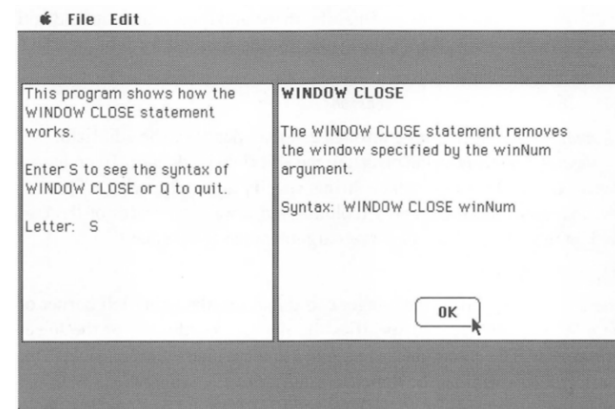 File Edit
This program shows how the
WINDOW CLOSE statement
works.
Enter S to see the syntax of
WINDOW CLOSE or Q to quit.
Letter: S
WINDOW CLOSE
The WINDOW CLOSE statement removes
the window specified by the winNum
argument.
Syntax: WINDOW CLOSE winNum
OK